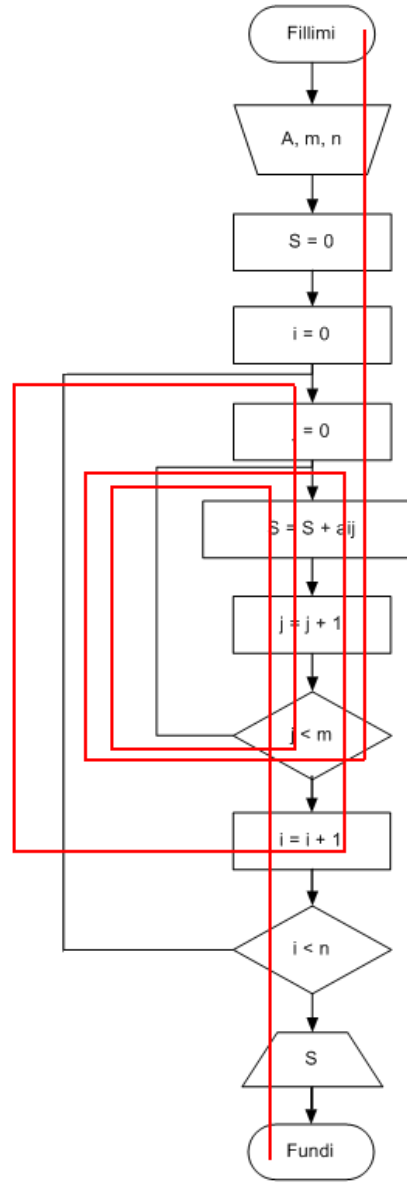 Fillimi
A, m, n
S = 0
i = 0
j = 0
S = S + aij
j = j + 1
j < m
i = i + 1
i < n
S
Fundi